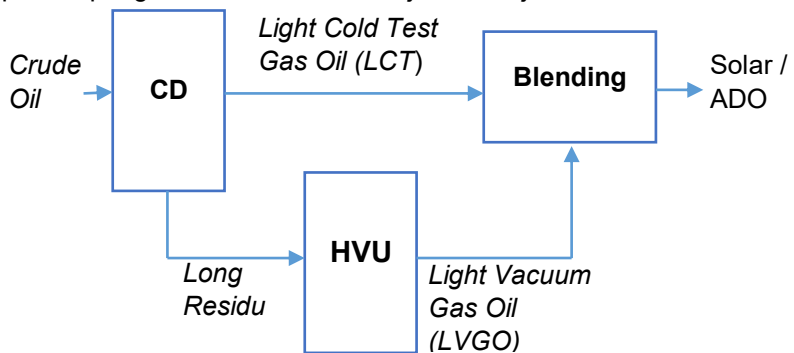 Light Cold Test
Gas Oil (LCT)
Crude
Oil
CD
Blending
Solar /
ADO
HVU
Long
Residu
Light Vacuum
Gas Oil
(LVGO)